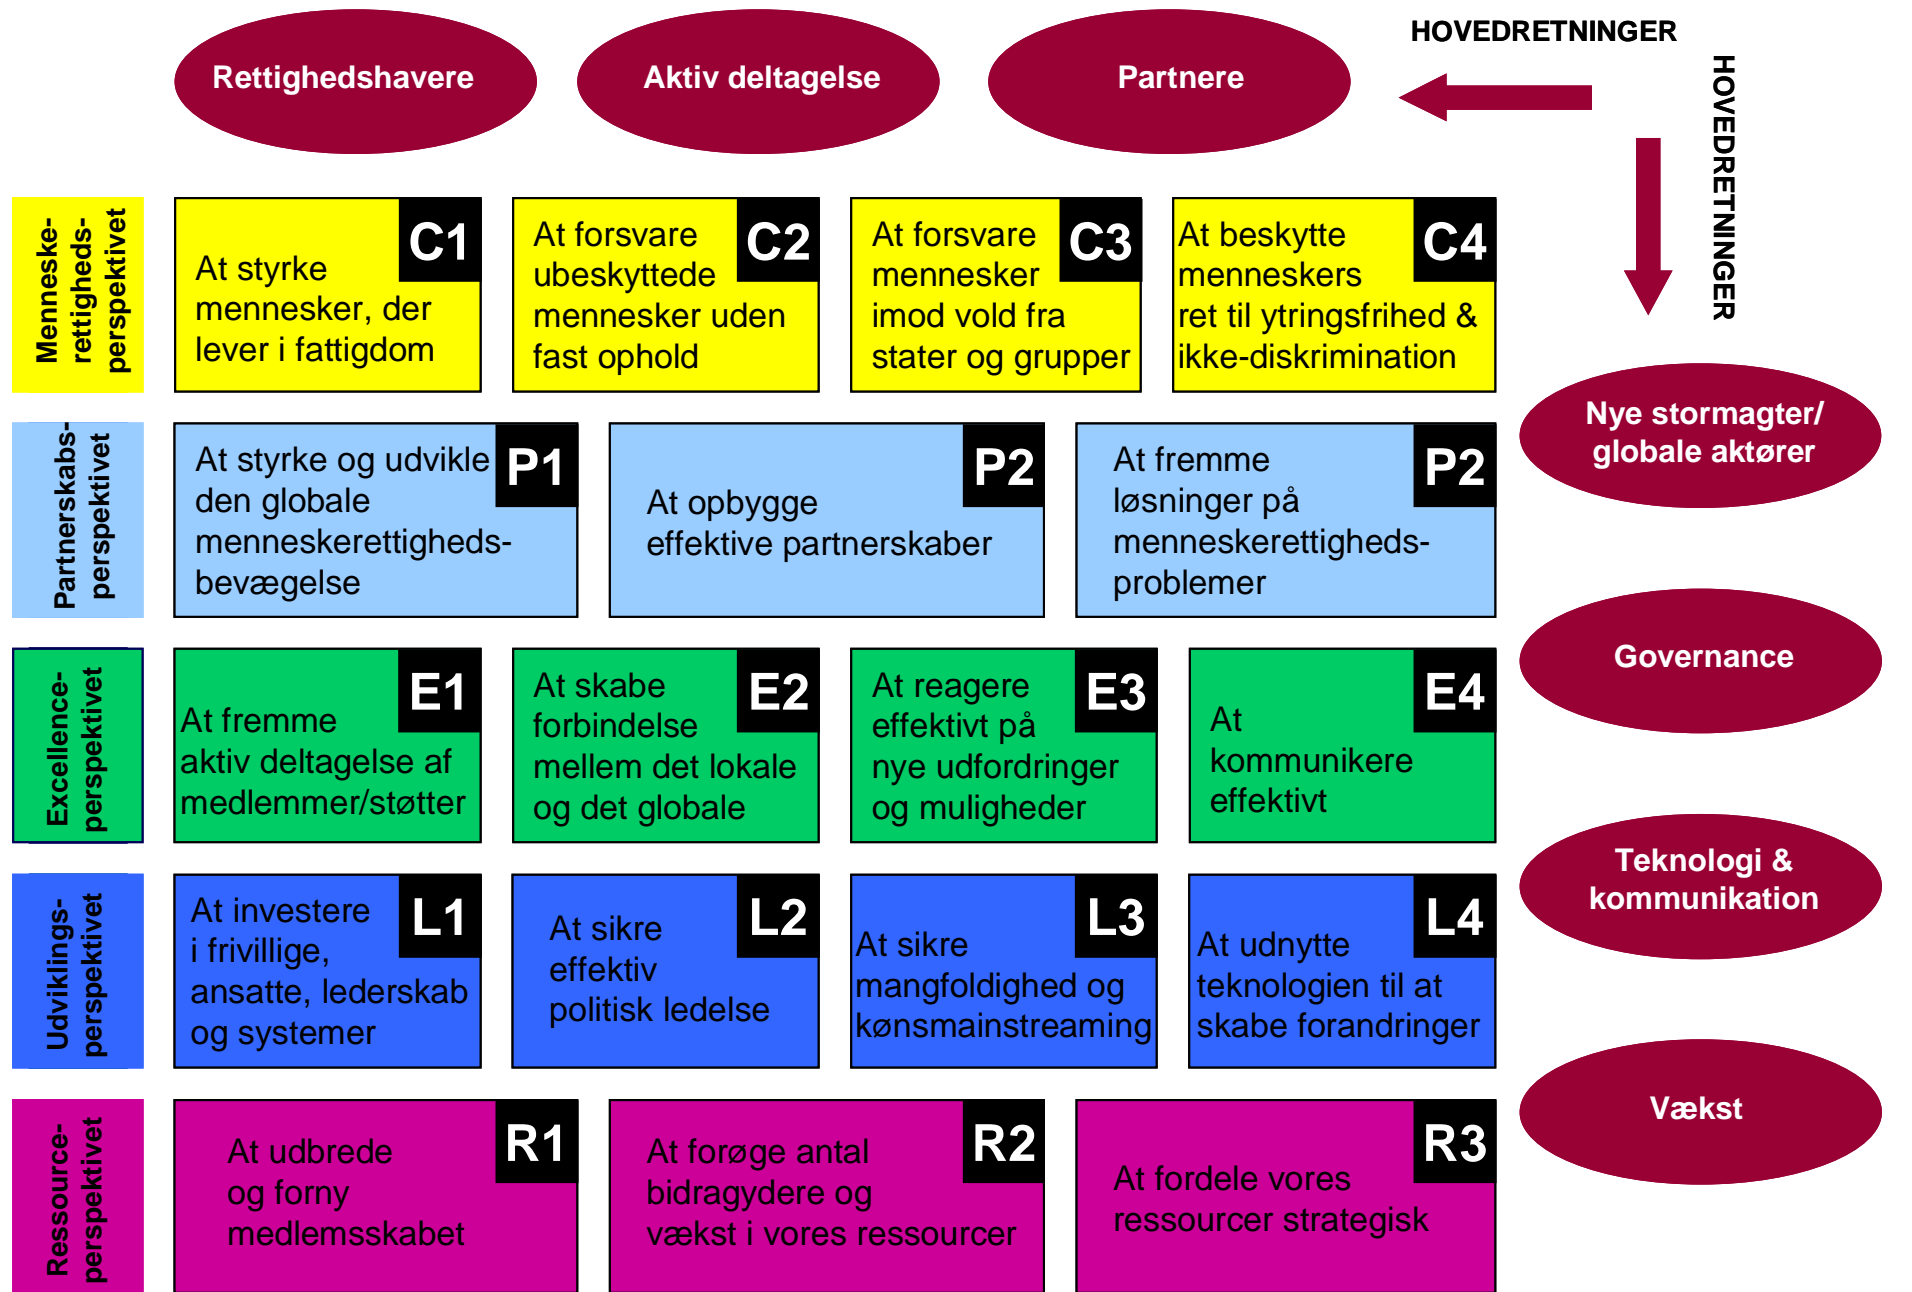 Rettighedshavere
Aktiv deltagelse
Partnere
HOVEDRETNINGER
HOVEDRETNINGER
Menneske-
rettigheds-
perspektivet
C1
At styrke
mennesker, der
lever i fattigdom
C2
At forsvare
ubeskyttede
mennesker uden
fast ophold
C3
At forsvare
mennesker
imod vold fra
stater og grupper
C4
At beskytte
menneskers
ret til ytringsfrihed &
ikke-diskrimination
Nye stormagter/
globale aktører
Partnerskabs-
perspektivet
P1
At styrke og udvikle
den globale
menneskerettigheds-
bevægelse
P2
At opbygge
effektive partnerskaber
P2
At fremme
løsninger på
menneskerettigheds-
problemer
Governance
Excellence-
perspektivet
E1
At fremme
aktiv deltagelse af
medlemmer/støtter
E2
At skabe
forbindelse
mellem det lokale
og det globale
E3
At reagere
effektivt på
nye udfordringer
og muligheder
E4
At
kommunikere
effektivt
Teknologi &
kommunikation
Udviklings-
perspektivet
L1
At investere
i frivillige,
ansatte, lederskab
og systemer
L2
At sikre
effektiv
politisk ledelse
L3
At sikre
mangfoldighed og
kønsmainstreaming
L4
At udnytte
teknologien til at
skabe forandringer
Vækst
Ressource-
perspektivet
R1
At udbrede
og forny
medlemsskabet
R2
At forøge antal
bidragydere og
vækst i vores ressourcer
R3
At fordele vores
ressourcer strategisk